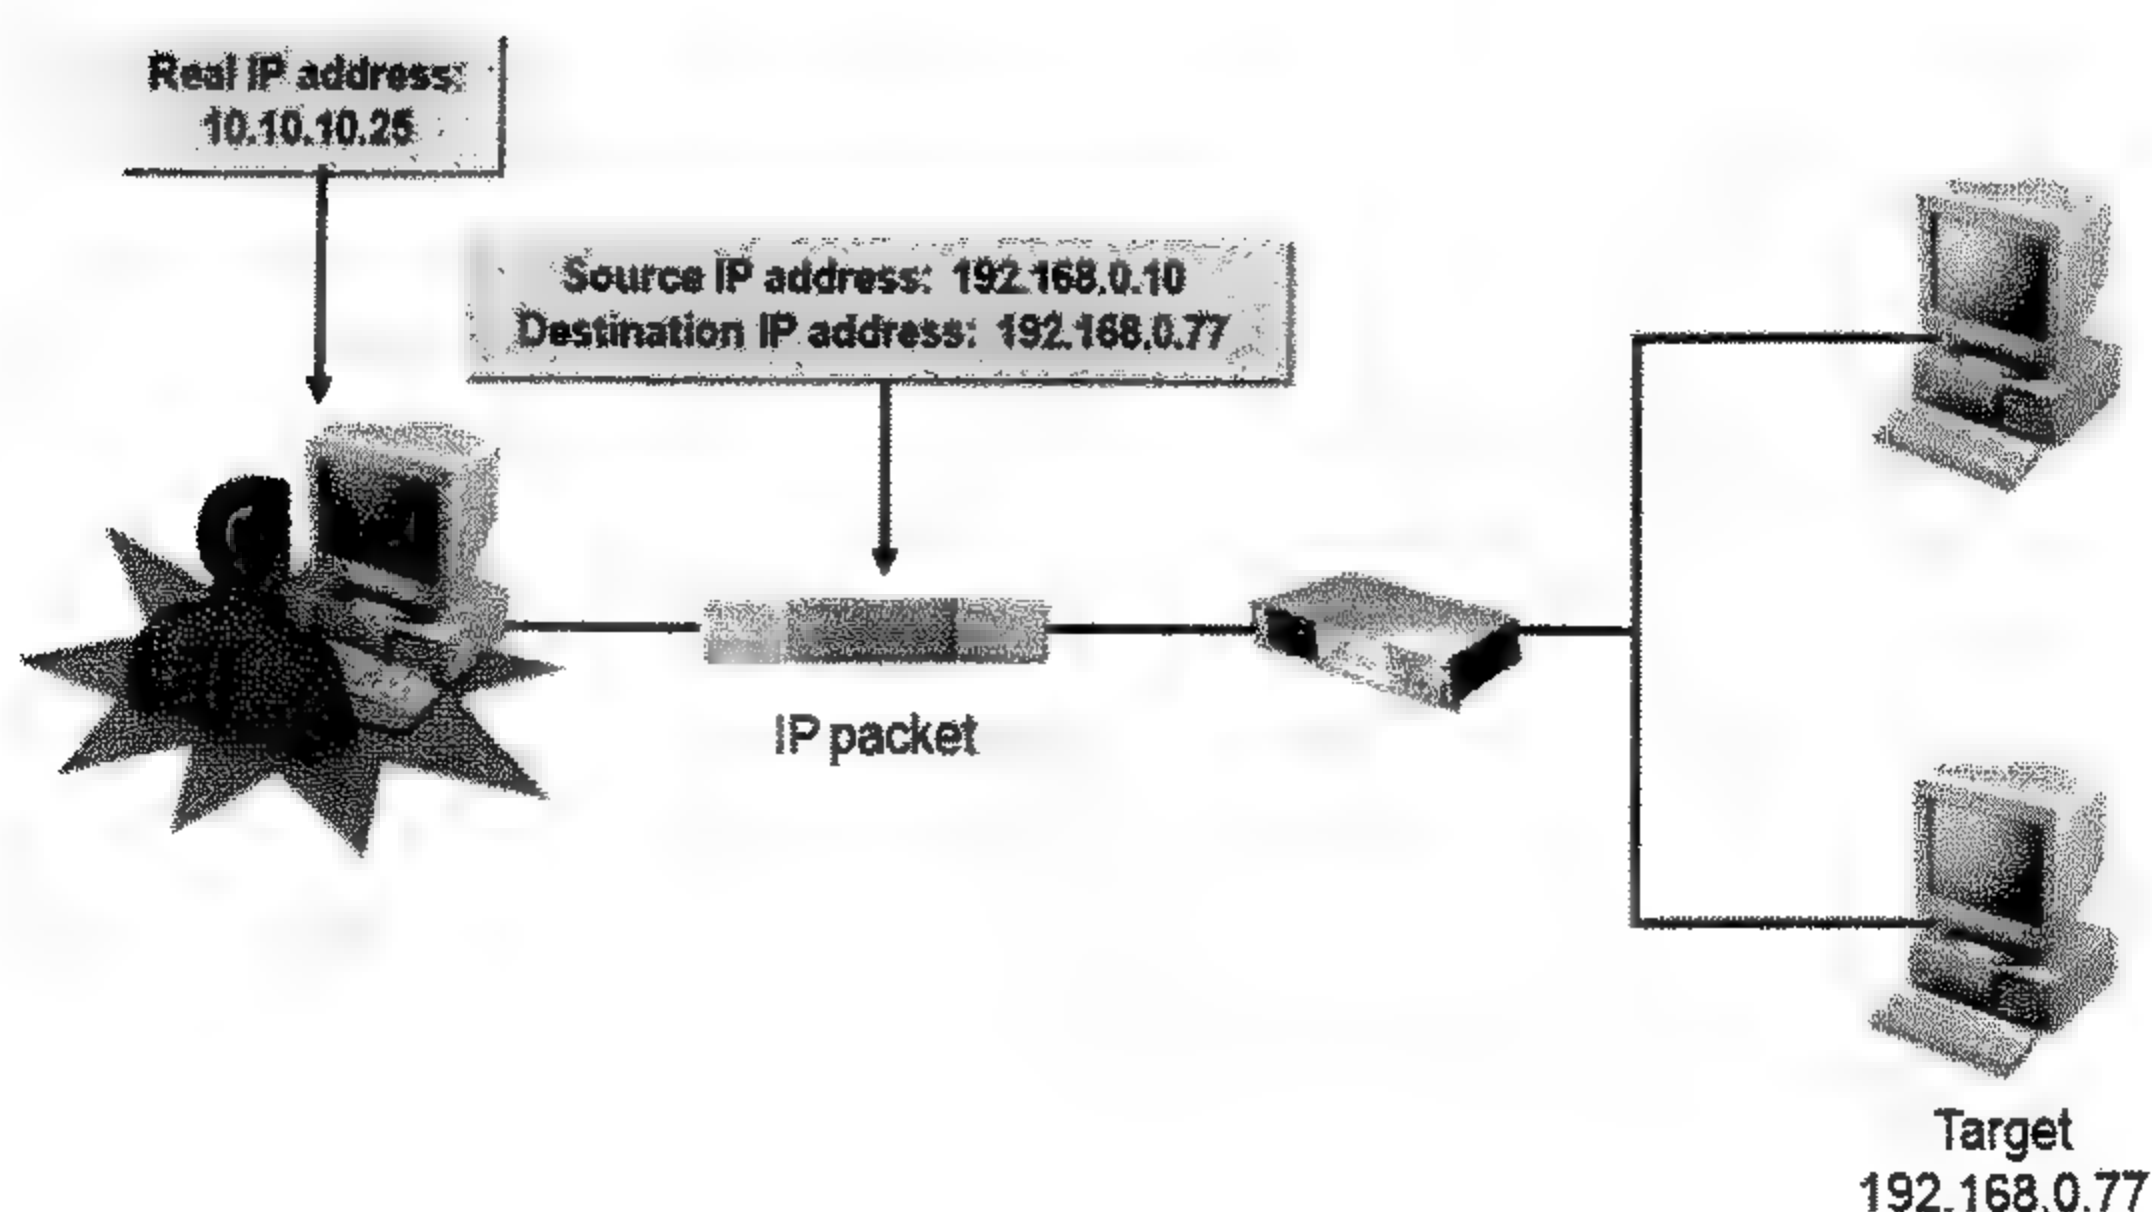 Real IP address:
10.10.10.25
Source IP address: 192.168.0.10
Destination IP address: 192.168.0.77
IP packet
Target
192.168.0.77